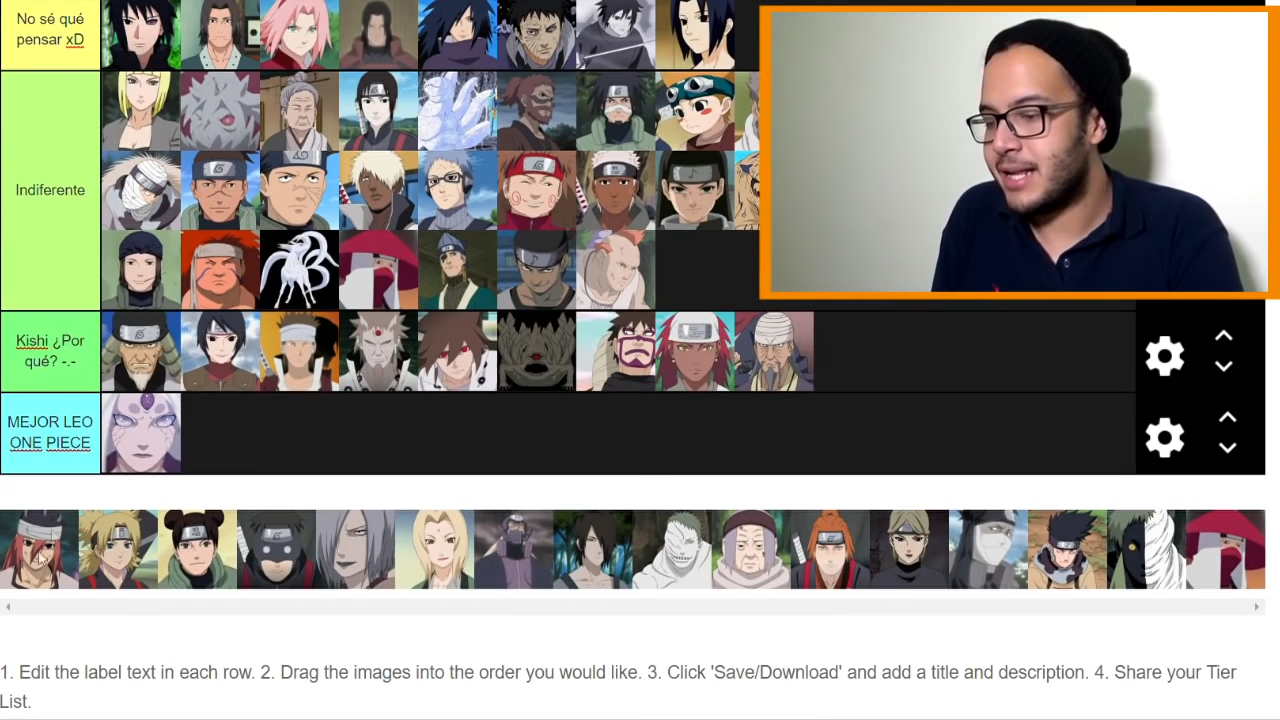 No sé qué
pensar xD
Indiferente
Kishi ¿Por
qué? -.-
MEJOR LEO
ONE PIECE
1. Edit the label text in each row. 2. Drag the images into the order you would like. 3. Click 'Save/Download' and add a title and description. 4. Share your Tier
List.